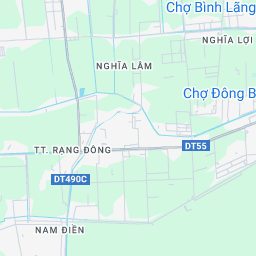 Chợ Bình Lãng
NGHĨA LỢI
NGHĨA LÂM
Chợ Đông B
DT55
TT. RẠNG ĐÔNG
DT490C
NAM ĐIỀN